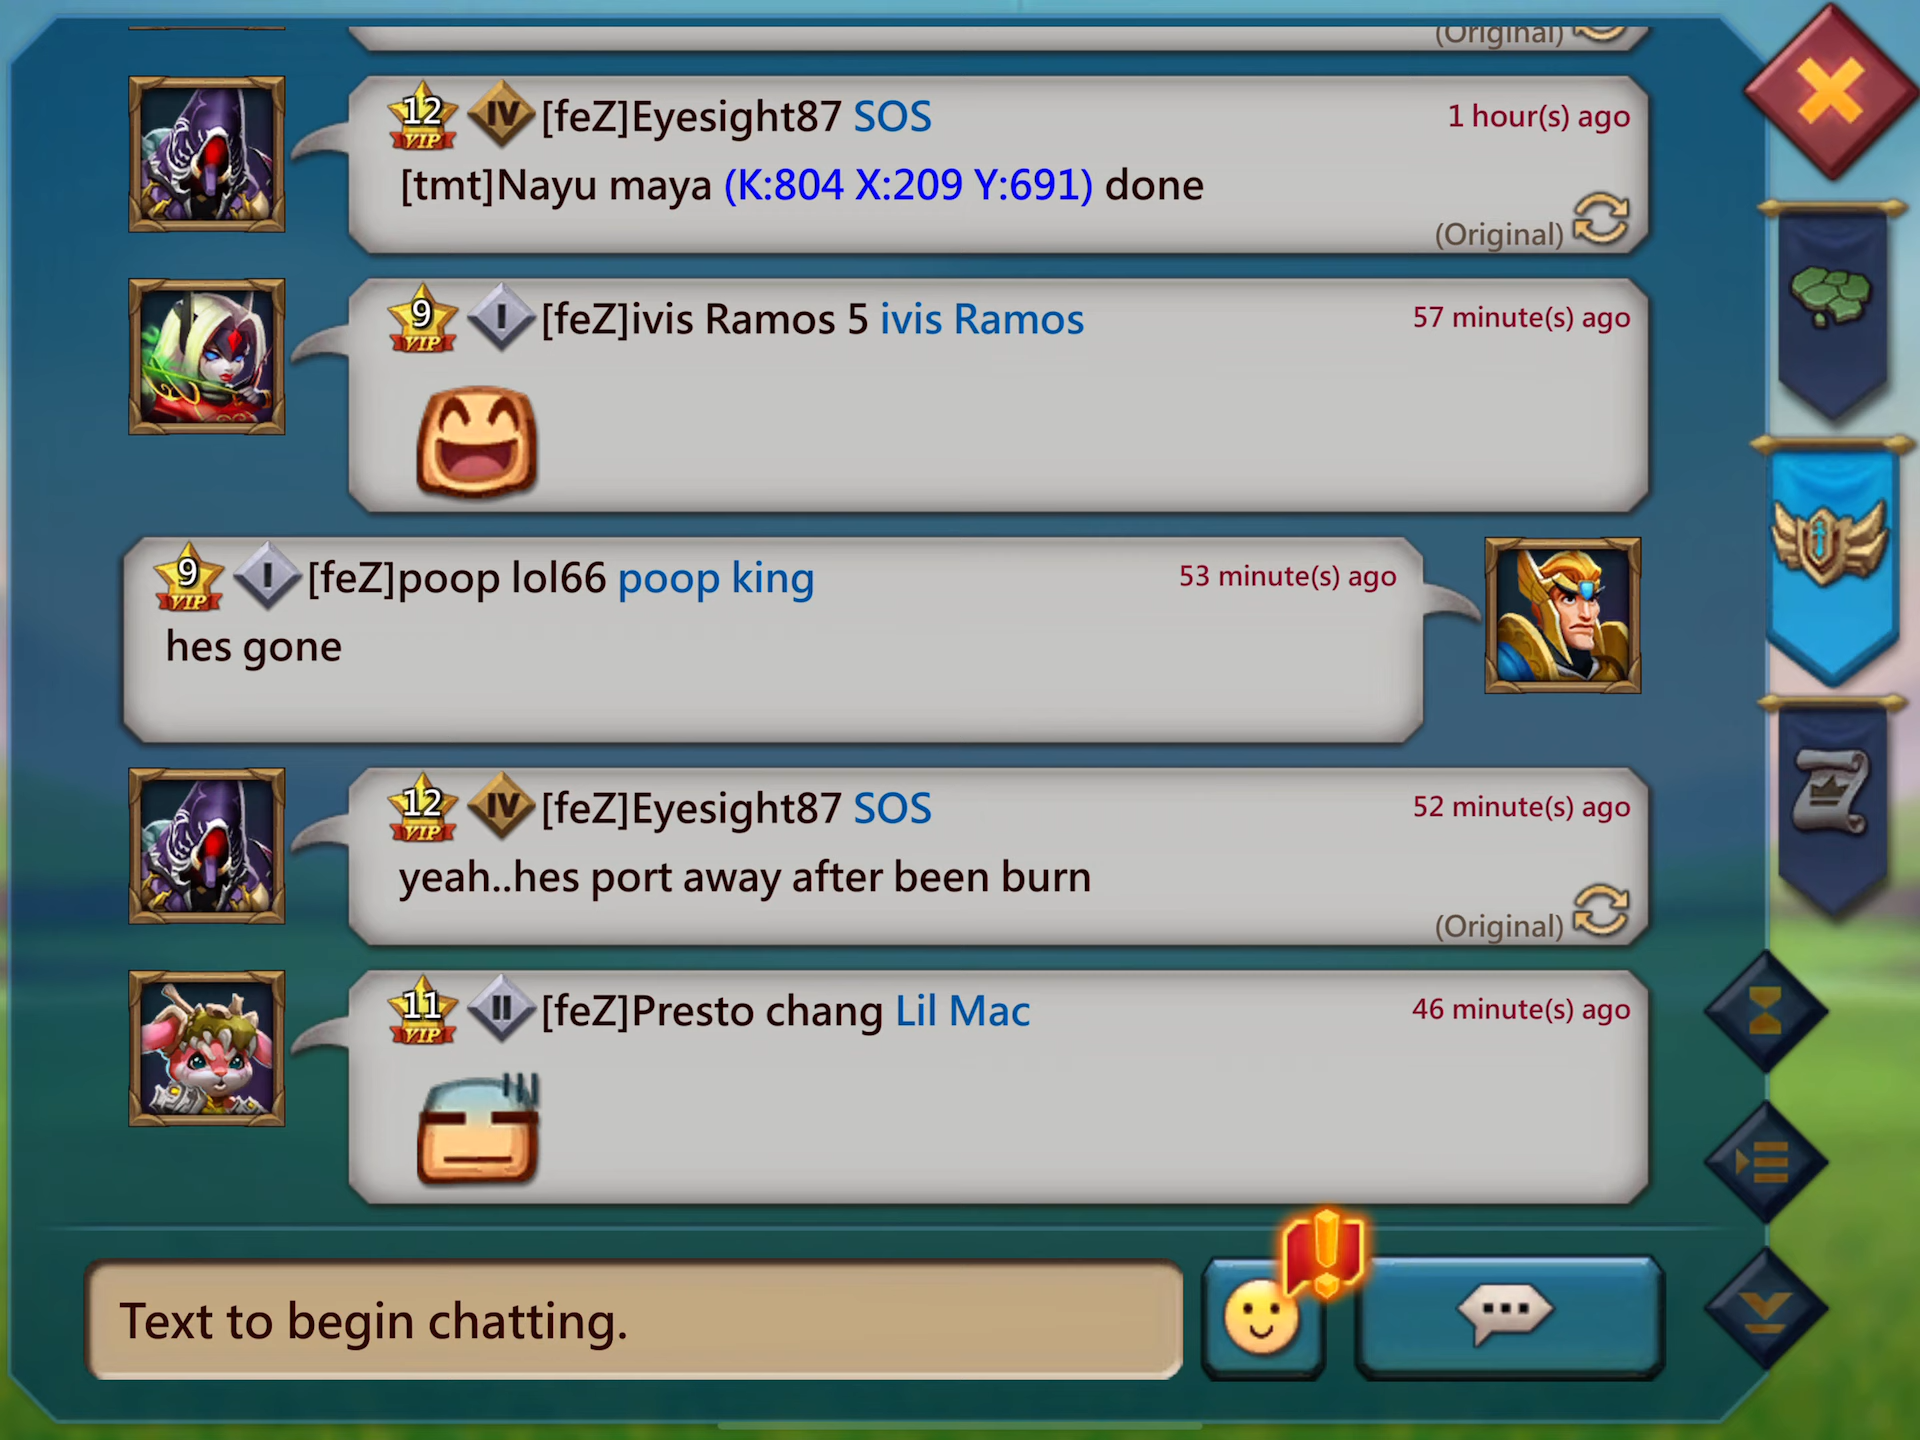 (Original)
12 VIP IV [feZ]Eyesight87 SOS 1 hour(s) ago
[tmt]Nayu maya (K:804 X:209 Y:691) done
(Original)
9 VIP I [feZ]ivis Ramos 5 ivis Ramos 57 minute(s) ago
9 VIP I [feZ]poop lol66 poop king 53 minute(s) ago
hes gone
12 VIP IV [feZ]Eyesight87 SOS 52 minute(s) ago
yeah..hes port away after been burn
(Original)
11 VIP II [feZ]Presto chang Lil Mac 46 minute(s) ago
Text to begin chatting.